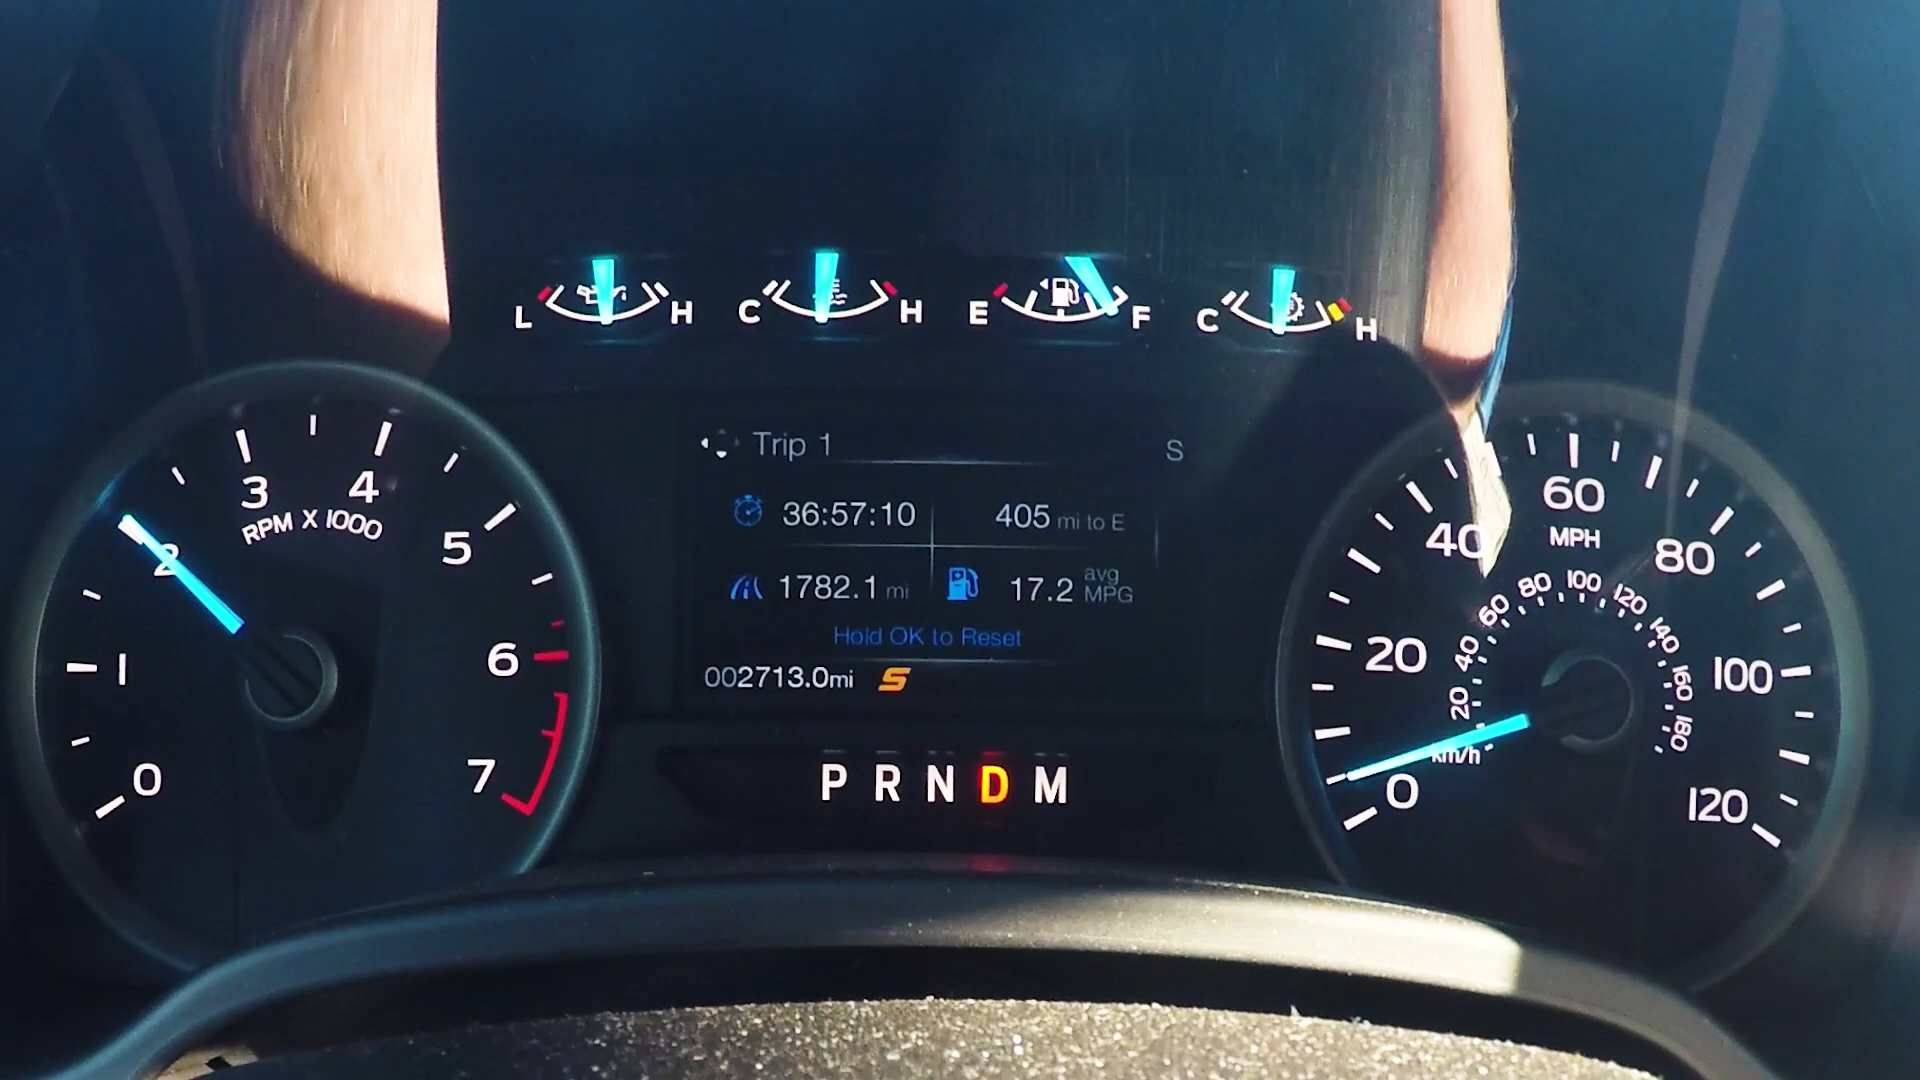 L H C H E F C H
Trip 1 S
36:57:10 405 mi to E
1782.1 mi 17.2 avg MPG
Hold OK to Reset
002713.0mi S
P R N D M
0 1 2 3 4 5 6 7
RPM X 1000
0 20 40 60 80 100 120
MPH
20 40 60 80 100 120 140 160 180
km/h